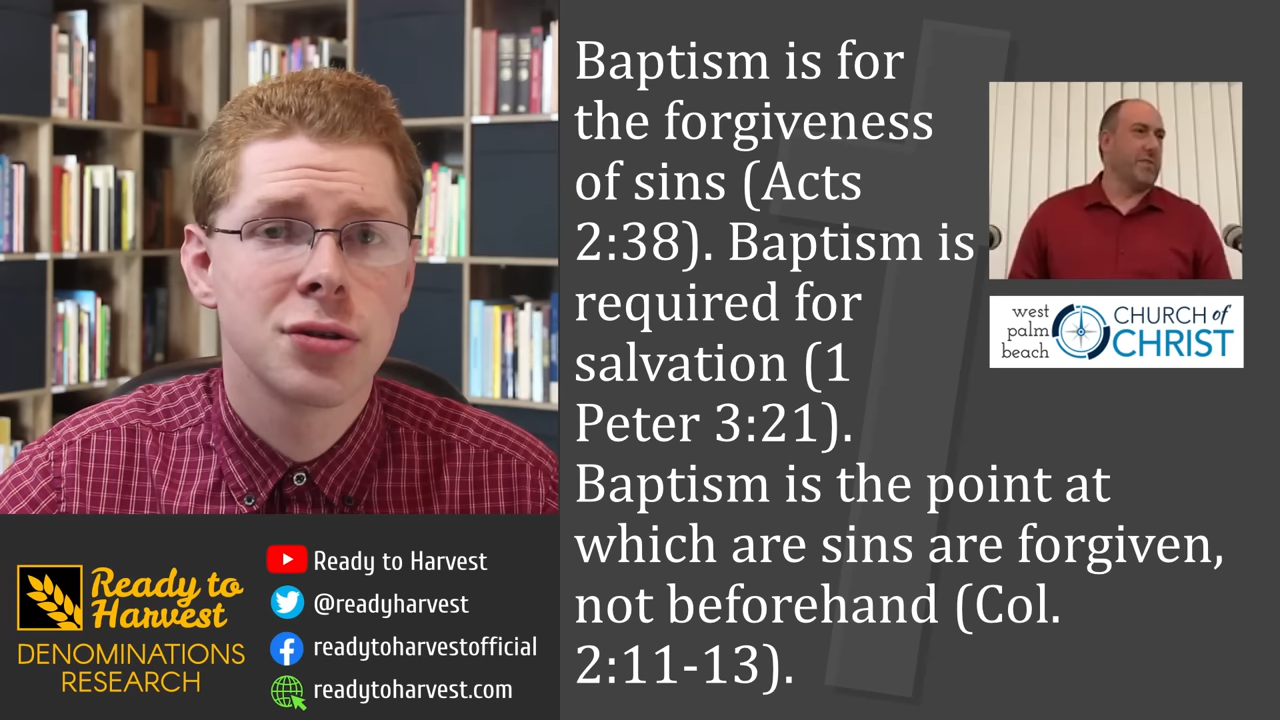 Baptism is for
the forgiveness
of sins (Acts
2:38). Baptism is
required for
salvation (1
Peter 3:21).
Baptism is the point at
which are sins are forgiven,
not beforehand (Col.
2:11-13).
west
palm
beach
CHURCH of
CHRIST
Ready to
Harvest
DENOMINATIONS
RESEARCH
Ready to Harvest
@readyharvest
readytoharvestofficial
readytoharvest.com